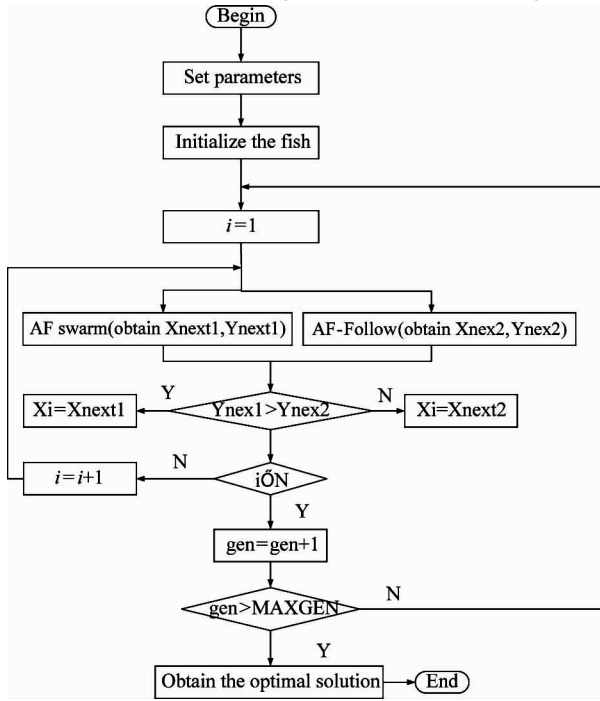 Begin
Set parameters
Initialize the fish
i=1
AF swarm(obtain Xnext1,Ynext1)
AF-Follow(obtain Xnex2,Ynex2)
Y
N
Xi=Xnext1
Ynex1>Ynex2
Xi=Xnext2
i=i+1
N
iŐN
Y
gen=gen+1
gen>MAXGEN
N
Y
Obtain the optimal solution
End